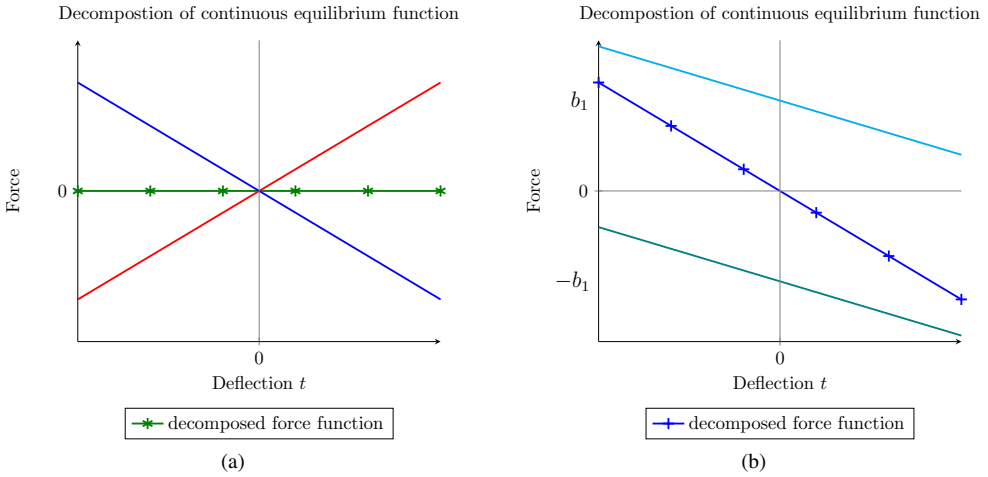 Decompostion of continuous equilibrium function
Force
0
0
Deflection t
decomposed force function
(a)
Decompostion of continuous equilibrium function
Force
b₁
0
−b₁
0
Deflection t
decomposed force function
(b)